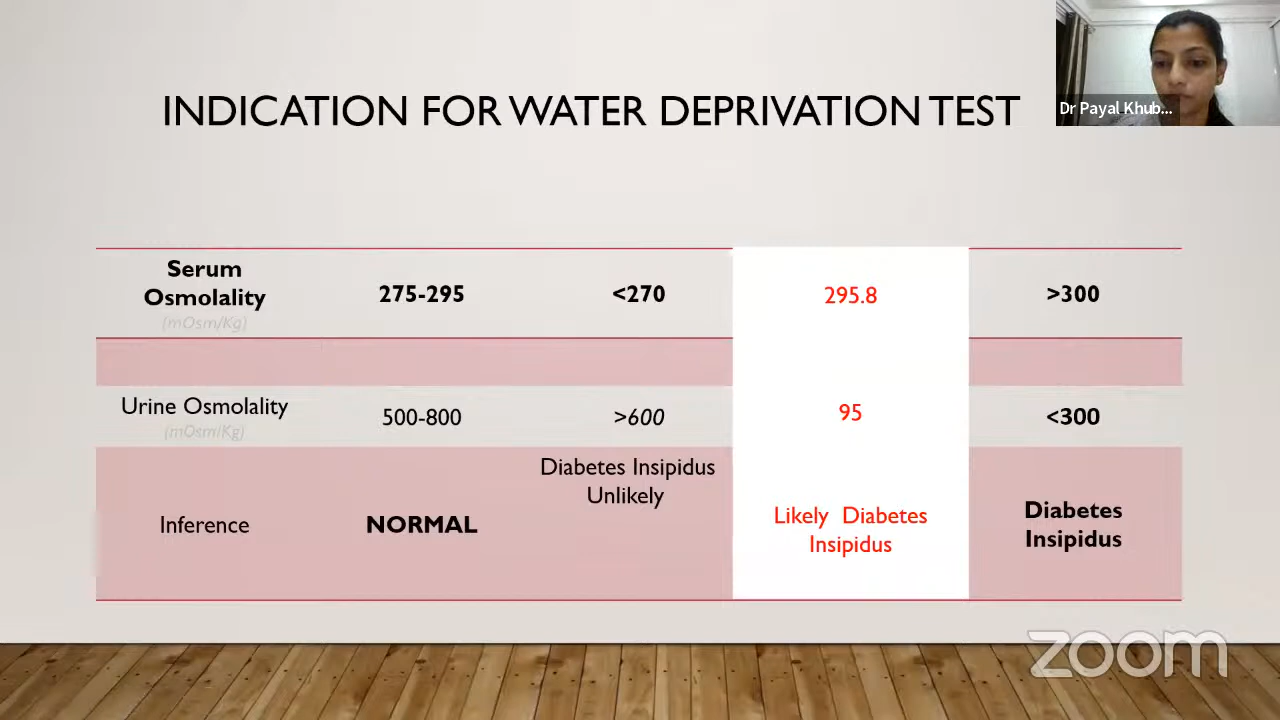 INDICATION FOR WATER DEPRIVATION TEST
Dr Payal Khub...
Serum
Osmolality
(mOsm/Kg)
275-295
<270
295.8
>300
Urine Osmolality
(mOsm/Kg)
500-800
>600
95
<300
Inference
NORMAL
Diabetes Insipidus
Unlikely
Likely Diabetes
Insipidus
Diabetes
Insipidus
zoom